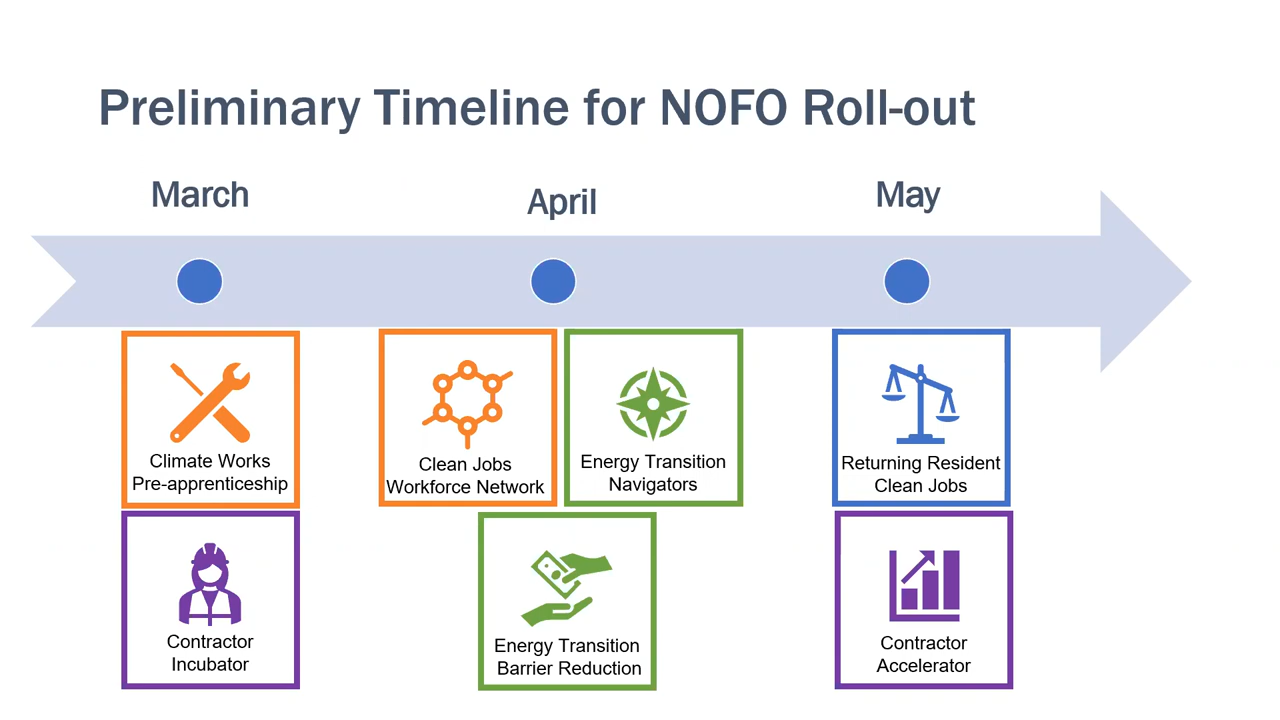 Preliminary Timeline for NOFO Roll-out
March
April
May
Climate Works
Pre-apprenticeship
Clean Jobs
Workforce Network
Energy Transition
Navigators
Returning Resident
Clean Jobs
Contractor
Incubator
Energy Transition
Barrier Reduction
Contractor
Accelerator